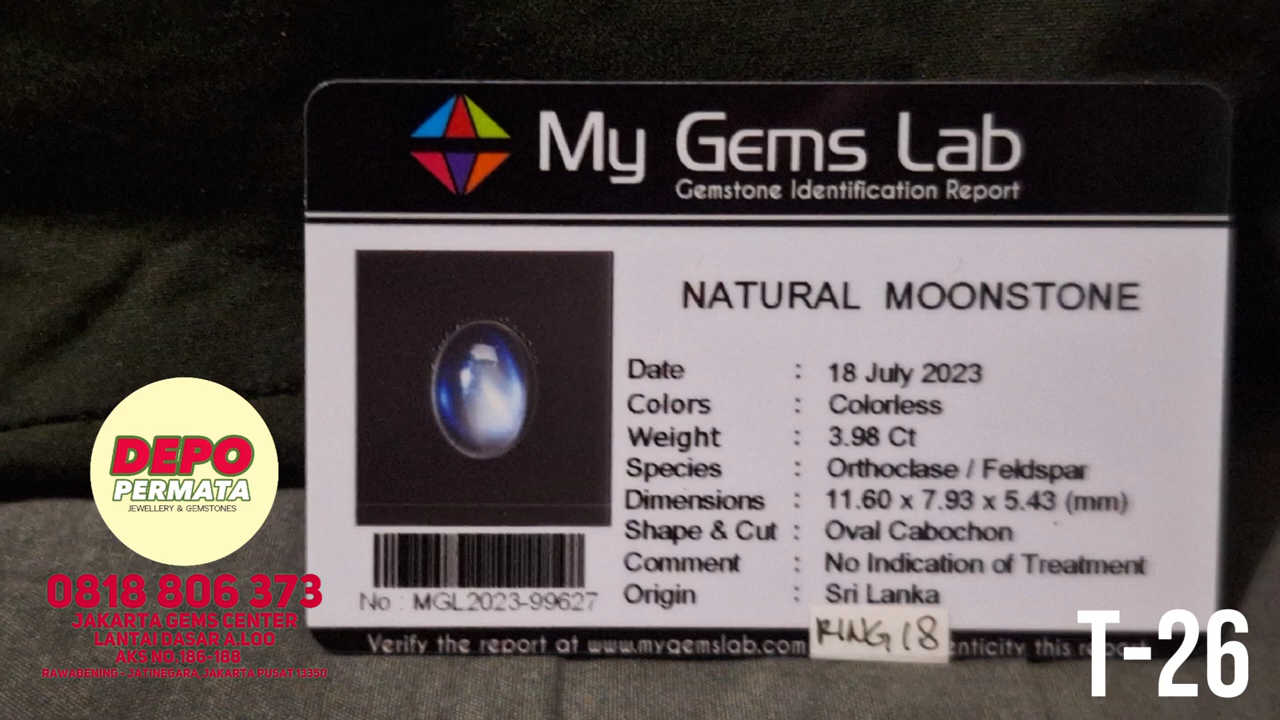 My Gems Lab
Gemstone Identification Report
NATURAL MOONSTONE
Date : 18 July 2023
Colors : Colorless
Weight : 3.98 Ct
Species : Orthoclase / Feldspar
Dimensions : 11.60 x 7.93 x 5.43 (mm)
Shape & Cut : Oval Cabochon
Comment : No Indication of Treatment
Origin : Sri Lanka
No : MGL2023-99627
Verify the report at www.mygemslab.com
RING 18
this
DEPO
PERMATA
JEWELLERY & GEMSTONES
0818 806 373
JAKARTA GEMS CENTER
LANTAI DASAR A.LOO
AKS NO.186-188
RAWABENING - JATINEGARA, JAKARTA PUSAT 13350
T-26